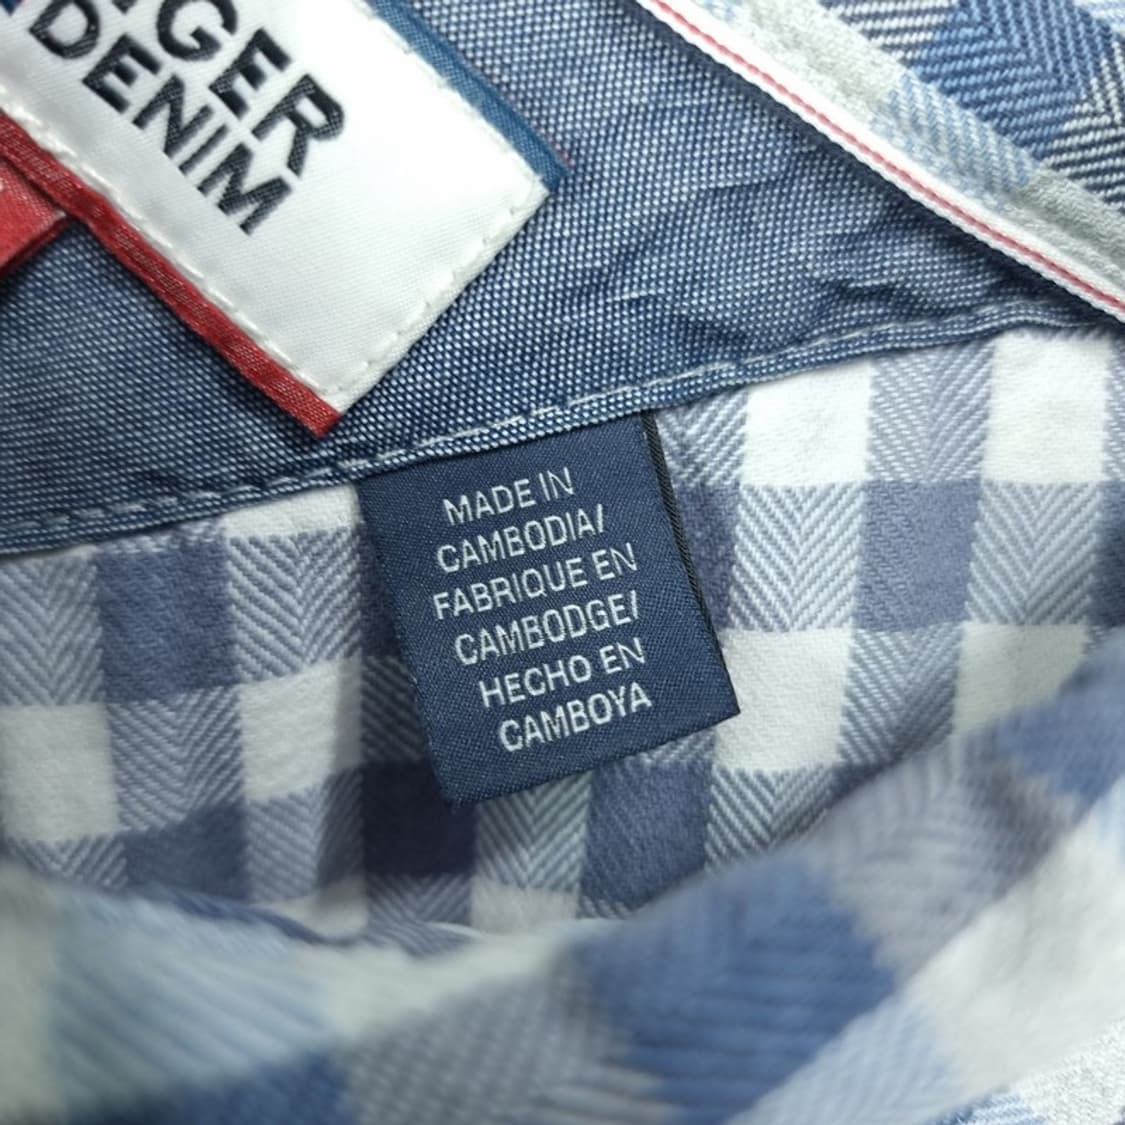 GER
DENIM
MADE IN
CAMBODIA/
FABRIQUE EN
CAMBODGE/
HECHO EN
CAMBOYA